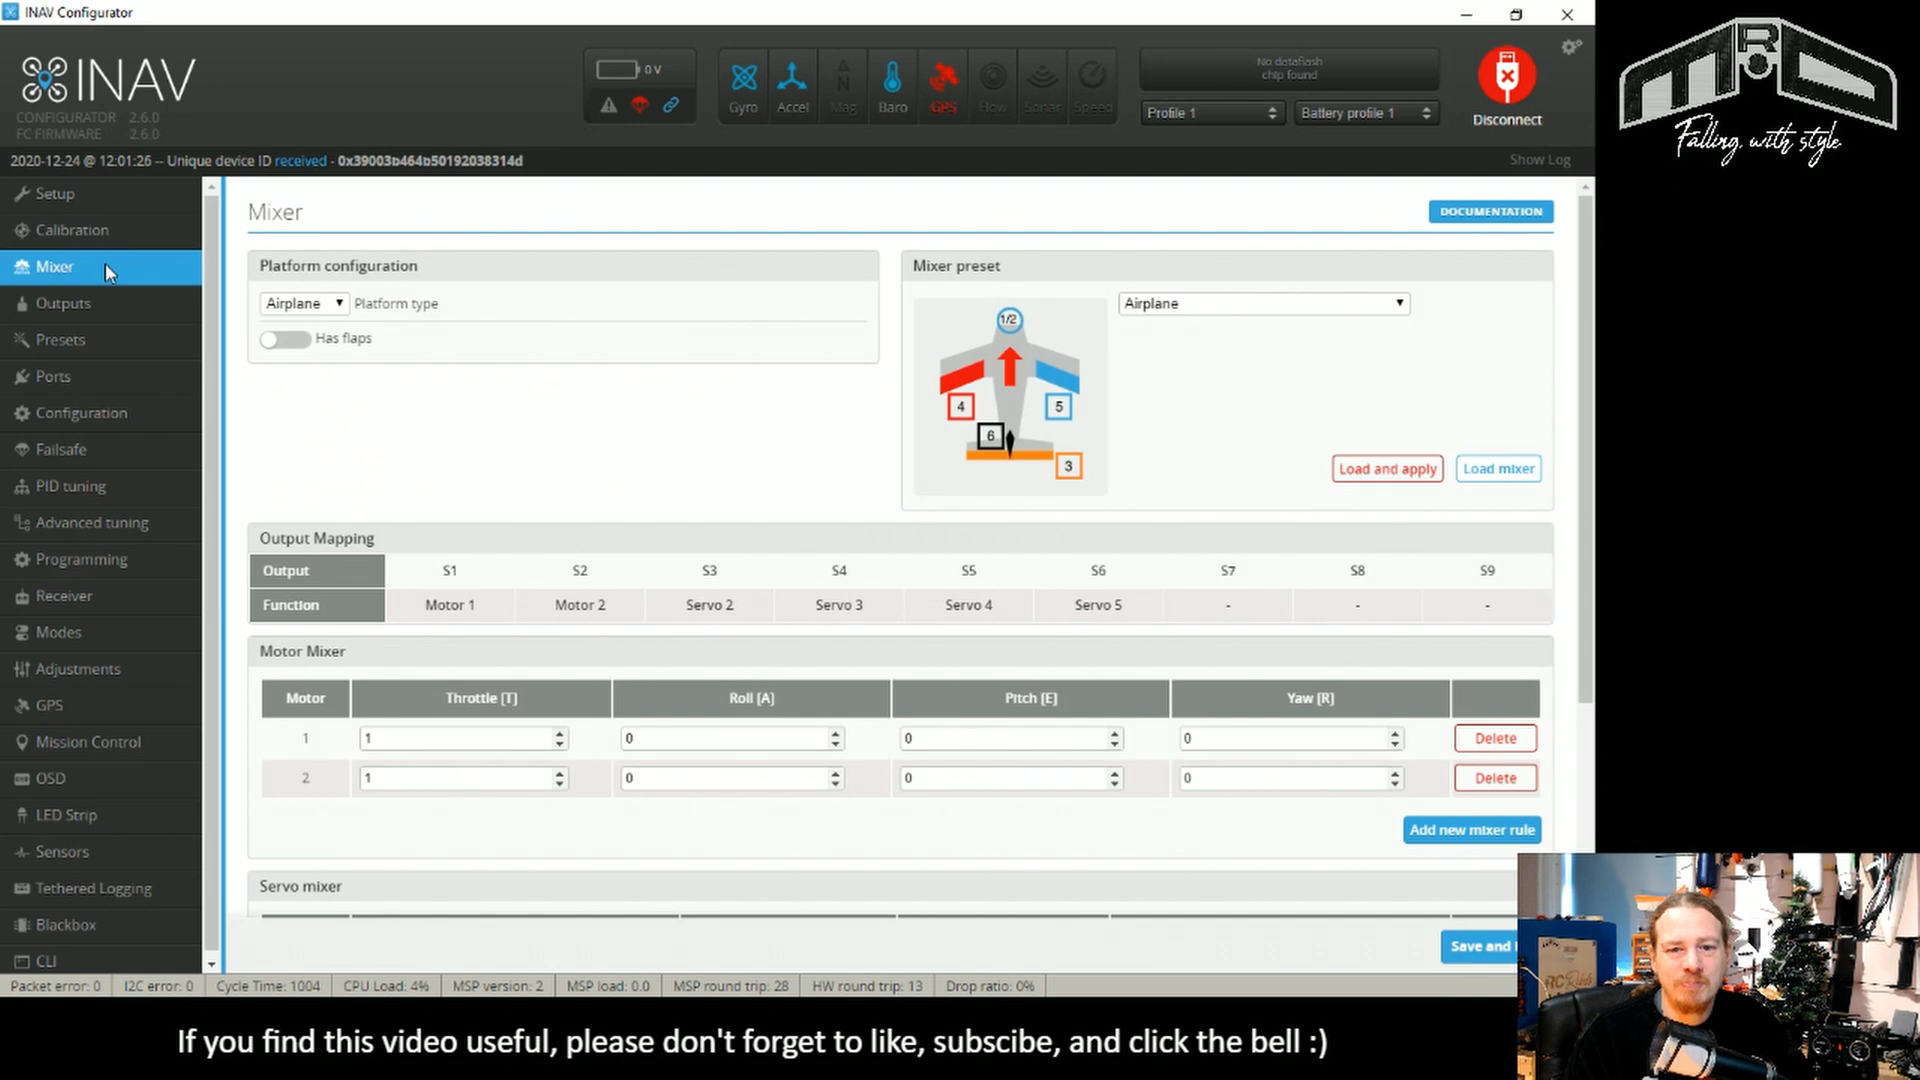 INAV Configurator
INAV
CONFIGURATOR 2.6.0
FC FIRMWARE 2.6.0
0 V
Gyro Accel Mag Baro GPS Flow Sonar Speed
No dataflash
chip found
Profile 1
Battery profile 1
Disconnect
MRC
Falling with style
2020-12-24 @ 12:01:26 -- Unique device ID received - 0x39003b464b50192038314d
Show Log
Setup
Calibration
Mixer
Outputs
Presets
Ports
Configuration
Failsafe
PID tuning
Advanced tuning
Programming
Receiver
Modes
Adjustments
GPS
Mission Control
OSD
LED Strip
Sensors
Tethered Logging
Blackbox
CLI
Mixer
DOCUMENTATION
Platform configuration
Airplane Platform type
Has flaps
Mixer preset
Airplane
1/2
4
5
6
3
Load and apply
Load mixer
Output Mapping
Output S1 S2 S3 S4 S5 S6 S7 S8 S9
Function Motor 1 Motor 2 Servo 2 Servo 3 Servo 4 Servo 5 - - -
Motor Mixer
Motor Throttle [T] Roll [A] Pitch [E] Yaw [R]
1 1 0 0 0 Delete
2 1 0 0 0 Delete
Add new mixer rule
Servo mixer
Save and
Packet error: 0 I2C error: 0 Cycle Time: 1004 CPU Load: 4% MSP version: 2 MSP load: 0.0 MSP round trip: 28 HW round trip: 13 Drop ratio: 0%
If you find this video useful, please don't forget to like, subscibe, and click the bell :)